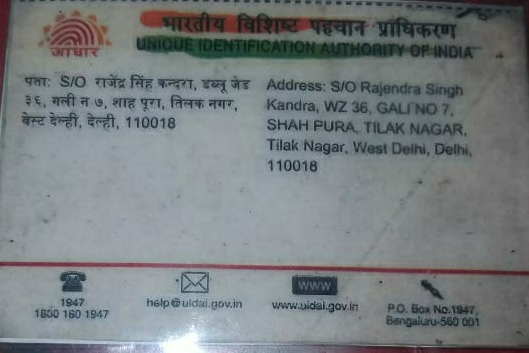 भारतीय विशिष्ट पहचान प्राधिकरण
UNIQUE IDENTIFICATION AUTHORITY OF INDIA
आधार
पता: S/O राजेंद्र सिंह कन्दरा, डब्लू जेड
३६, गली न ७, शाह पूरा, तिलक नगर,
वेस्ट देल्ही, देल्ही, 110018
Address: S/O Rajendra Singh
Kandra, WZ 36, GALI NO 7,
SHAH PURA, TILAK NAGAR,
Tilak Nagar, West Delhi, Delhi,
110018
1947
1800 180 1947
help@uidai.gov.in
www
www.uidai.gov.in
P.O. Box No.1947,
Bengaluru-560 001